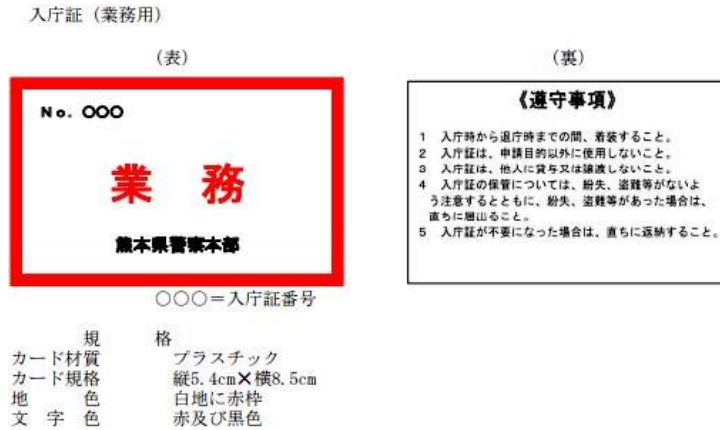 入庁証（業務用）
（表）
（裏）
No. ○○○
業　務
熊本県警察本部
○○○＝入庁証番号
《遵守事項》
1　入庁時から退庁時までの間、着装すること。
2　入庁証は、申請目的以外に使用しないこと。
3　入庁証は、他人に貸与又は譲渡しないこと。
4　入庁証の保管については、紛失、盗難等がないよ
う注意するとともに、紛失、盗難等があった場合は、
直ちに届出ること。
5　入庁証が不要になった場合は、直ちに返納すること。
規　　　格
カード材質　　　プラスチック
カード規格　　　縦5.4cm×横8.5cm
地　　　色　　　白地に赤枠
文　字　色　　　赤及び黒色